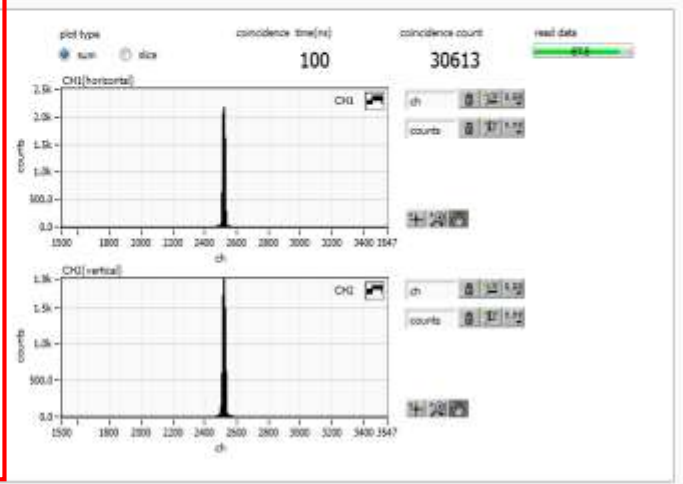 plot type
sum slice
coincidence time(ns)
100
coincidence count
30613
read data
CH1(horizontal)
CH1
2.5k
2.0k
1.5k
1.0k
500.0
0.0
counts
1500 1800 2000 2200 2400 2600 2800 3000 3200 3400 3547
ch
ch
counts
CH2(vertical)
CH2
1.9k
1.5k
1.0k
500.0
0.0
counts
1500 1800 2000 2200 2400 2600 2800 3000 3200 3400 3547
ch
ch
counts